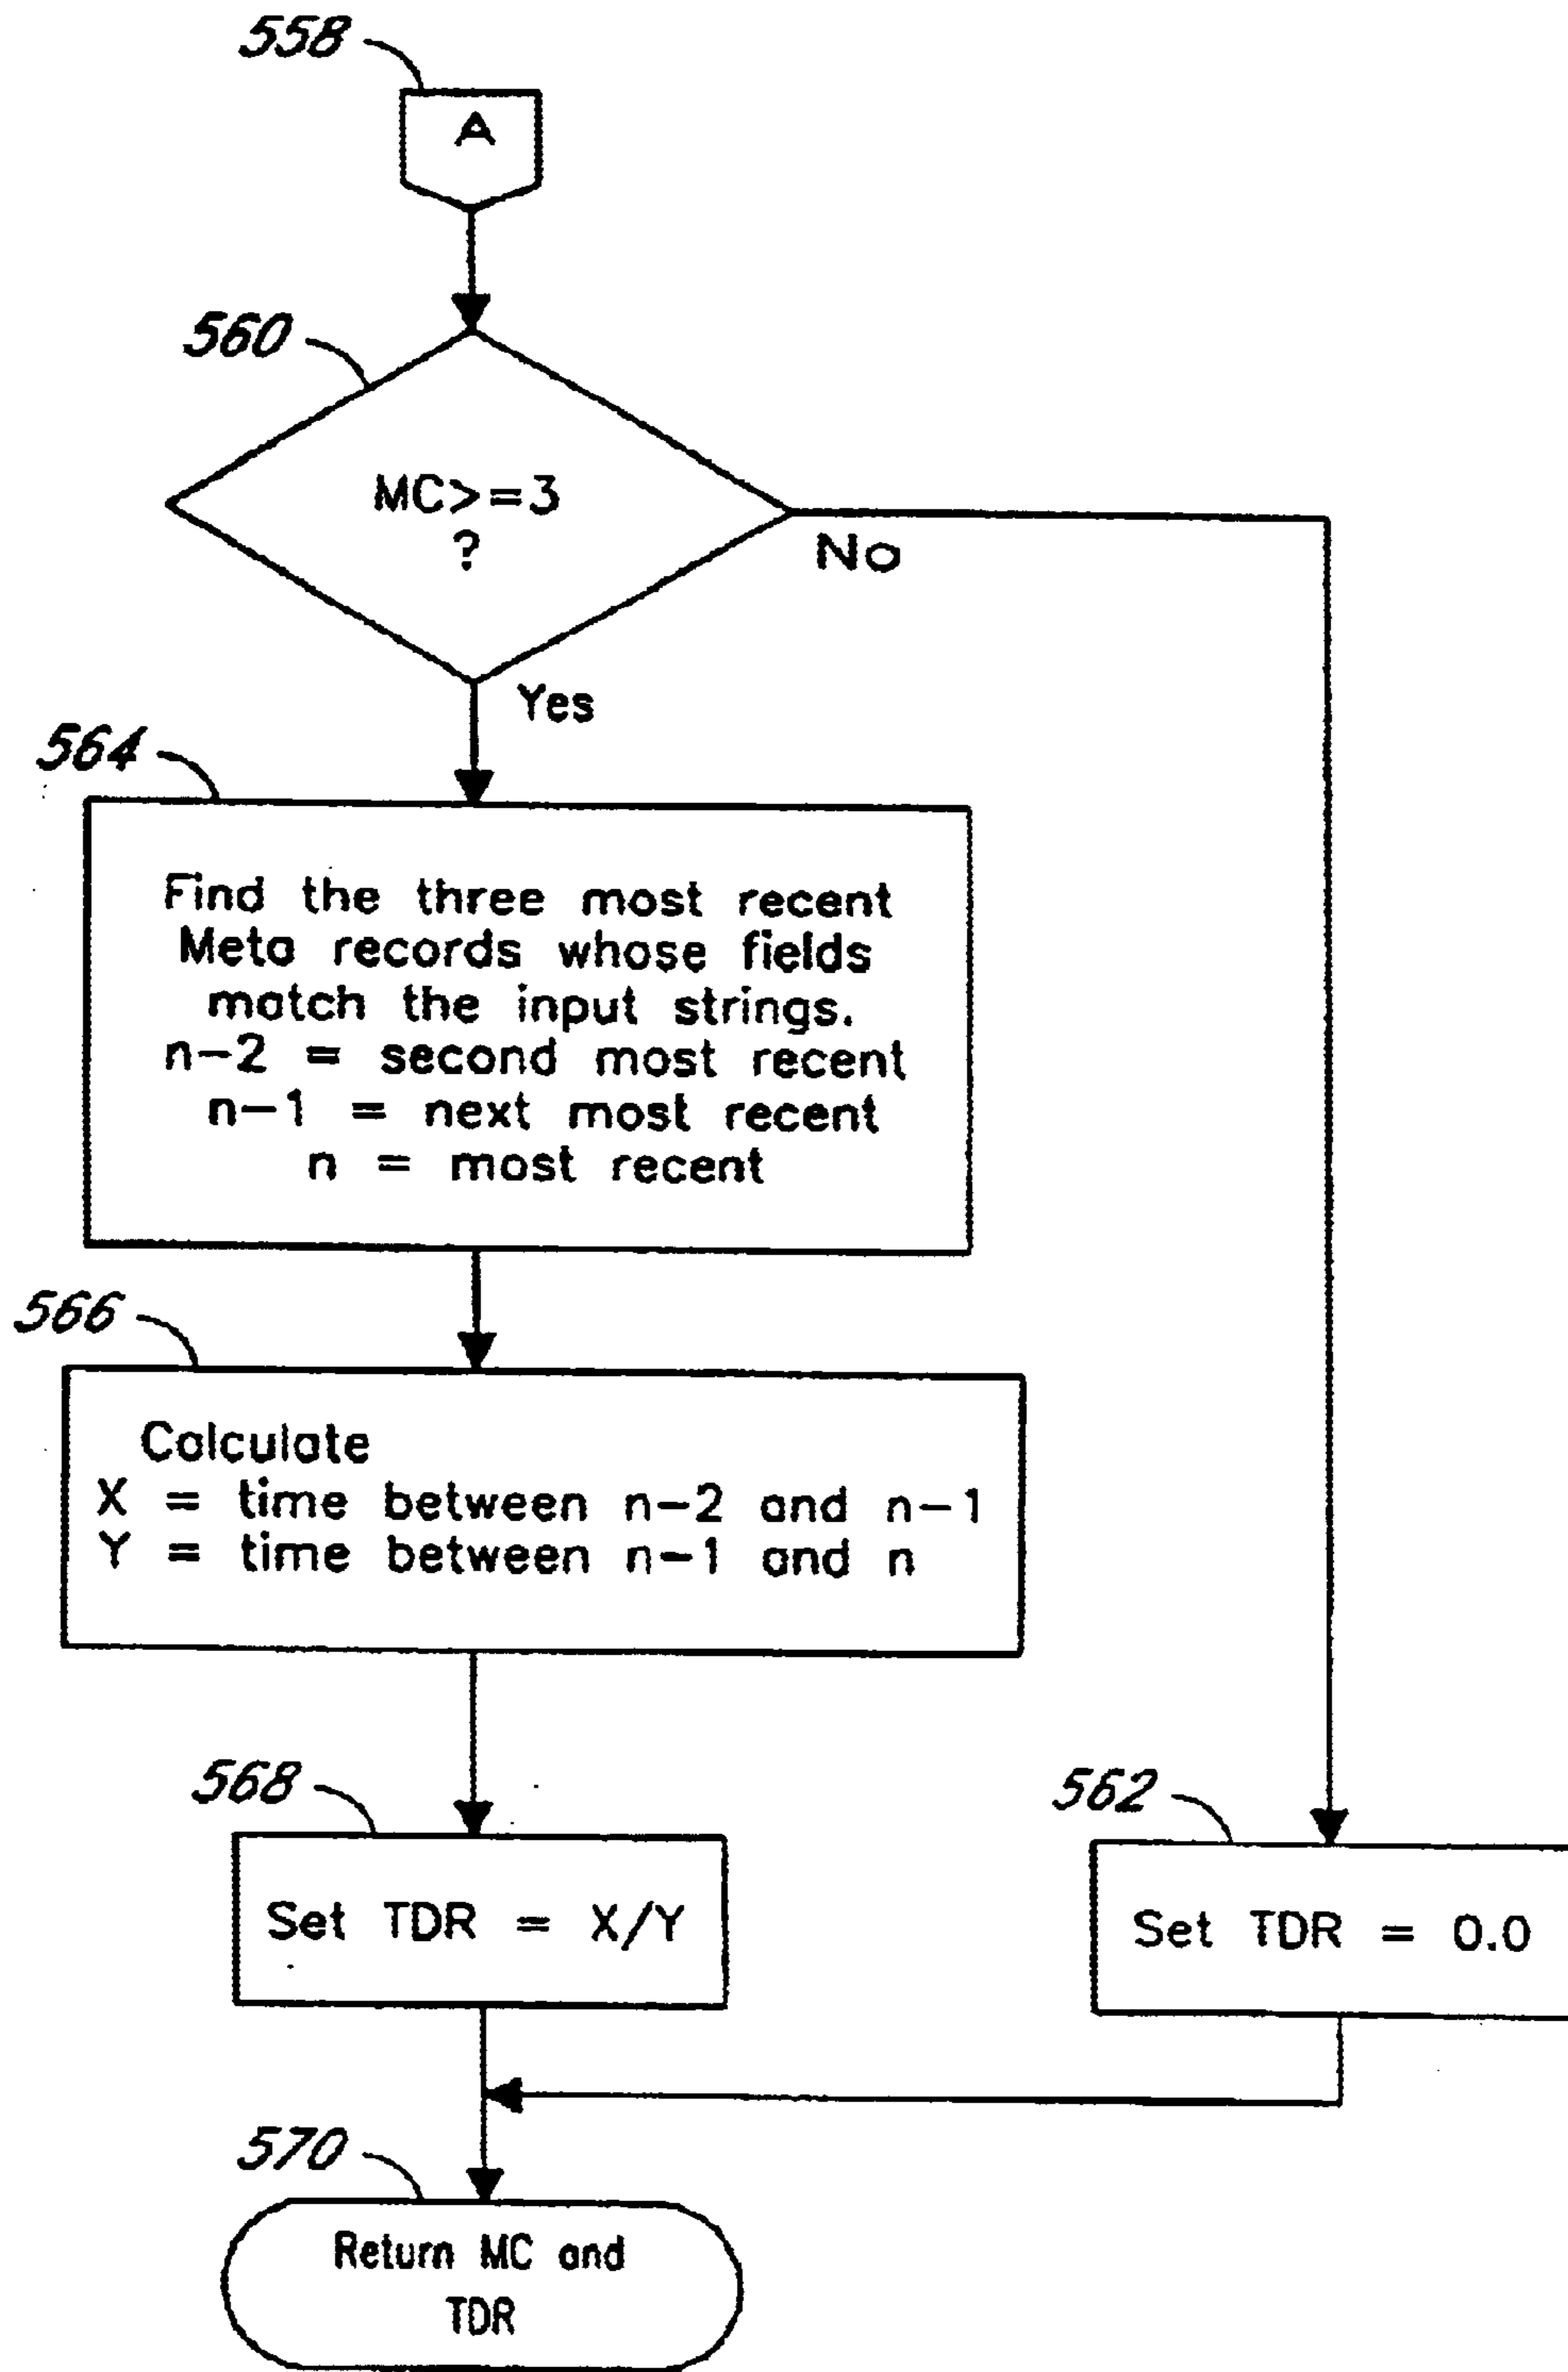 558
A
560
MC>=3
?
No
Yes
564
Find the three most recent
Meta records whose fields
match the input strings.
n-2 = second most recent
n-1 = next most recent
n = most recent
566
Calculate
X = time between n-2 and n-1
Y = time between n-1 and n
568
Set TDR = X/Y
562
Set TDR = 0.0
570
Return MC and
TDR